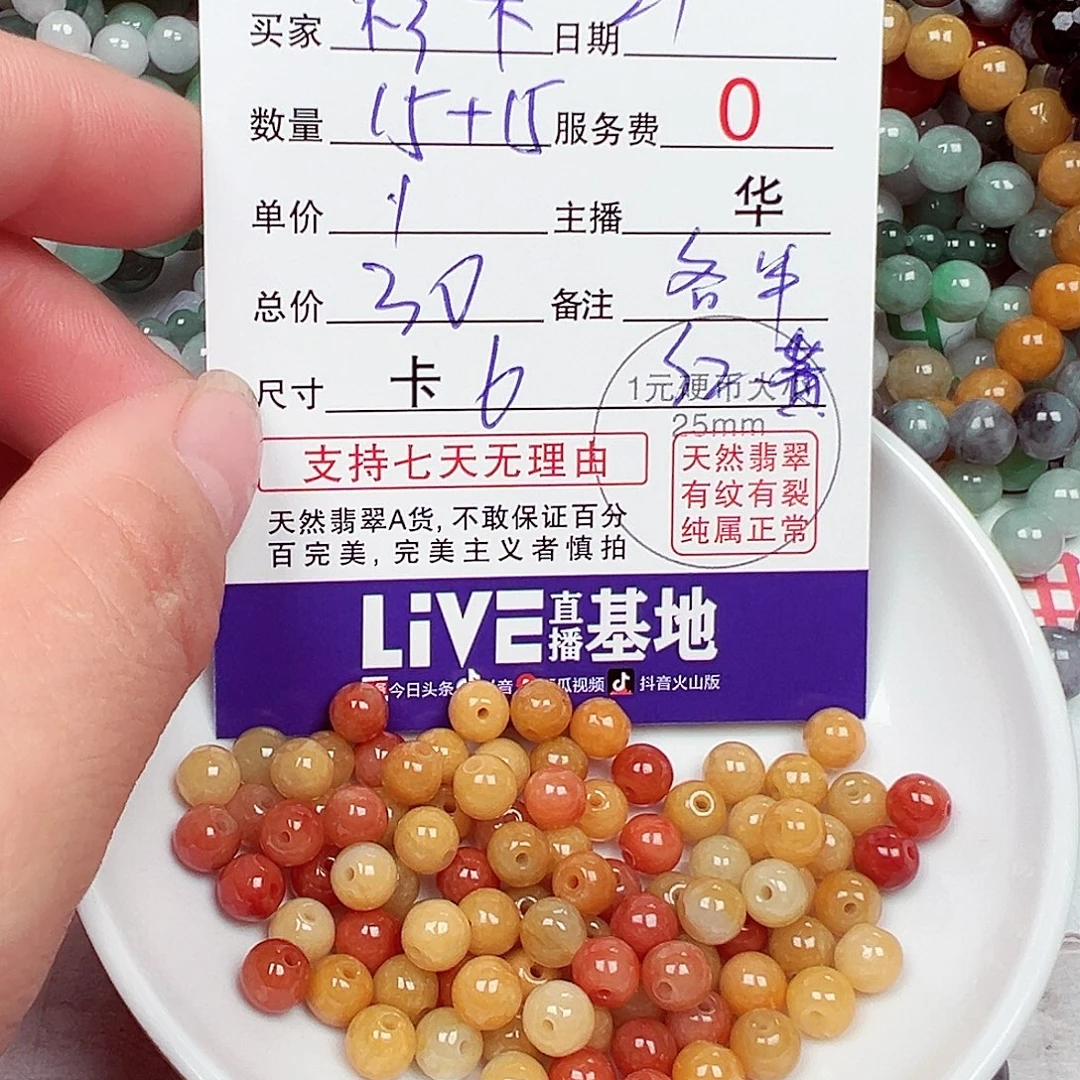 买家 日期
数量 15+15 服务费 0
单价 1 主播 华
总价 30 备注 各半
尺寸 卡 6 红 黄
1元硬币大小
25mm
支持七天无理由
天然翡翠
有纹有裂
纯属正常
天然翡翠A货,不敢保证百分
百完美,完美主义者慎拍
LiVE直播基地
今日头条 抖音 西瓜视频 抖音火山版